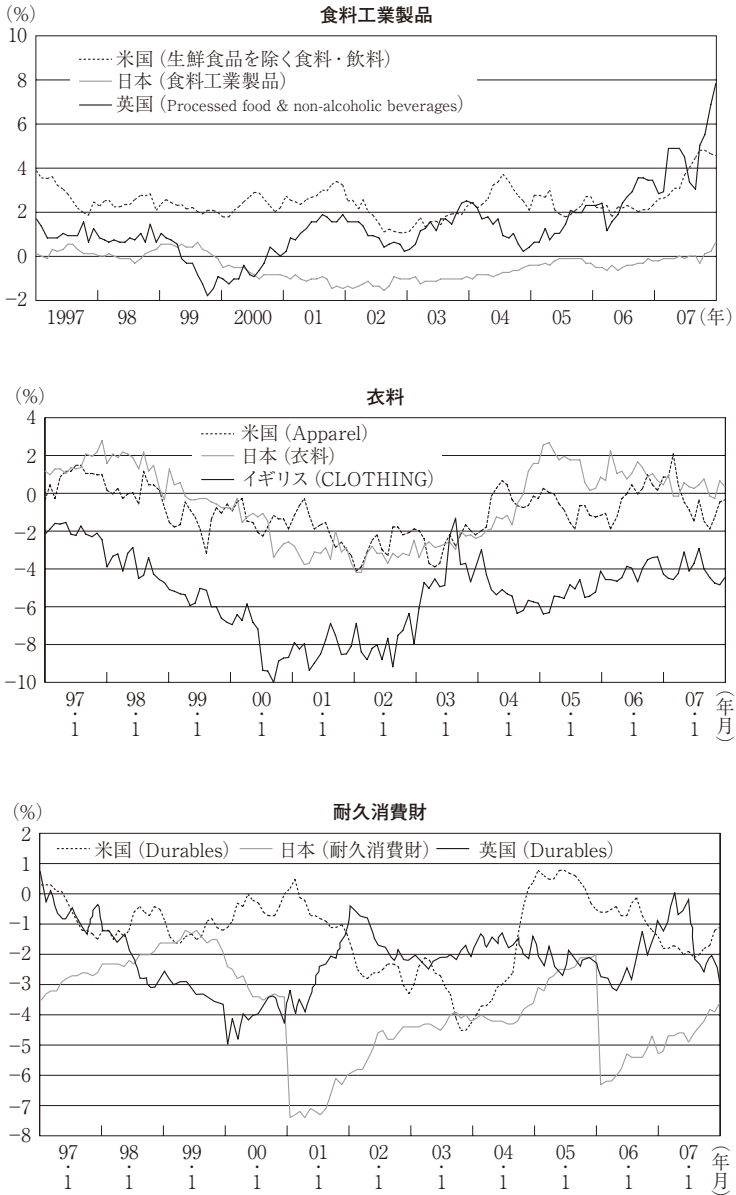 食料工業製品
(%)
10
8
6
4
2
0
−2
米国（生鮮食品を除く食料・飲料）
日本（食料工業製品）
英国（Processed food & non-alcoholic beverages）
1997 98 99 2000 01 02 03 04 05 06 07（年）
衣料
(%)
4
2
0
−2
−4
−6
−8
−10
米国（Apparel）
日本（衣料）
イギリス（CLOTHING）
97・1 98・1 99・1 00・1 01・1 02・1 03・1 04・1 05・1 06・1 07・1（年月）
耐久消費財
(%)
2
1
0
−1
−2
−3
−4
−5
−6
−7
−8
米国（Durables） 日本（耐久消費財） 英国（Durables）
97・1 98・1 99・1 00・1 01・1 02・1 03・1 04・1 05・1 06・1 07・1（年月）